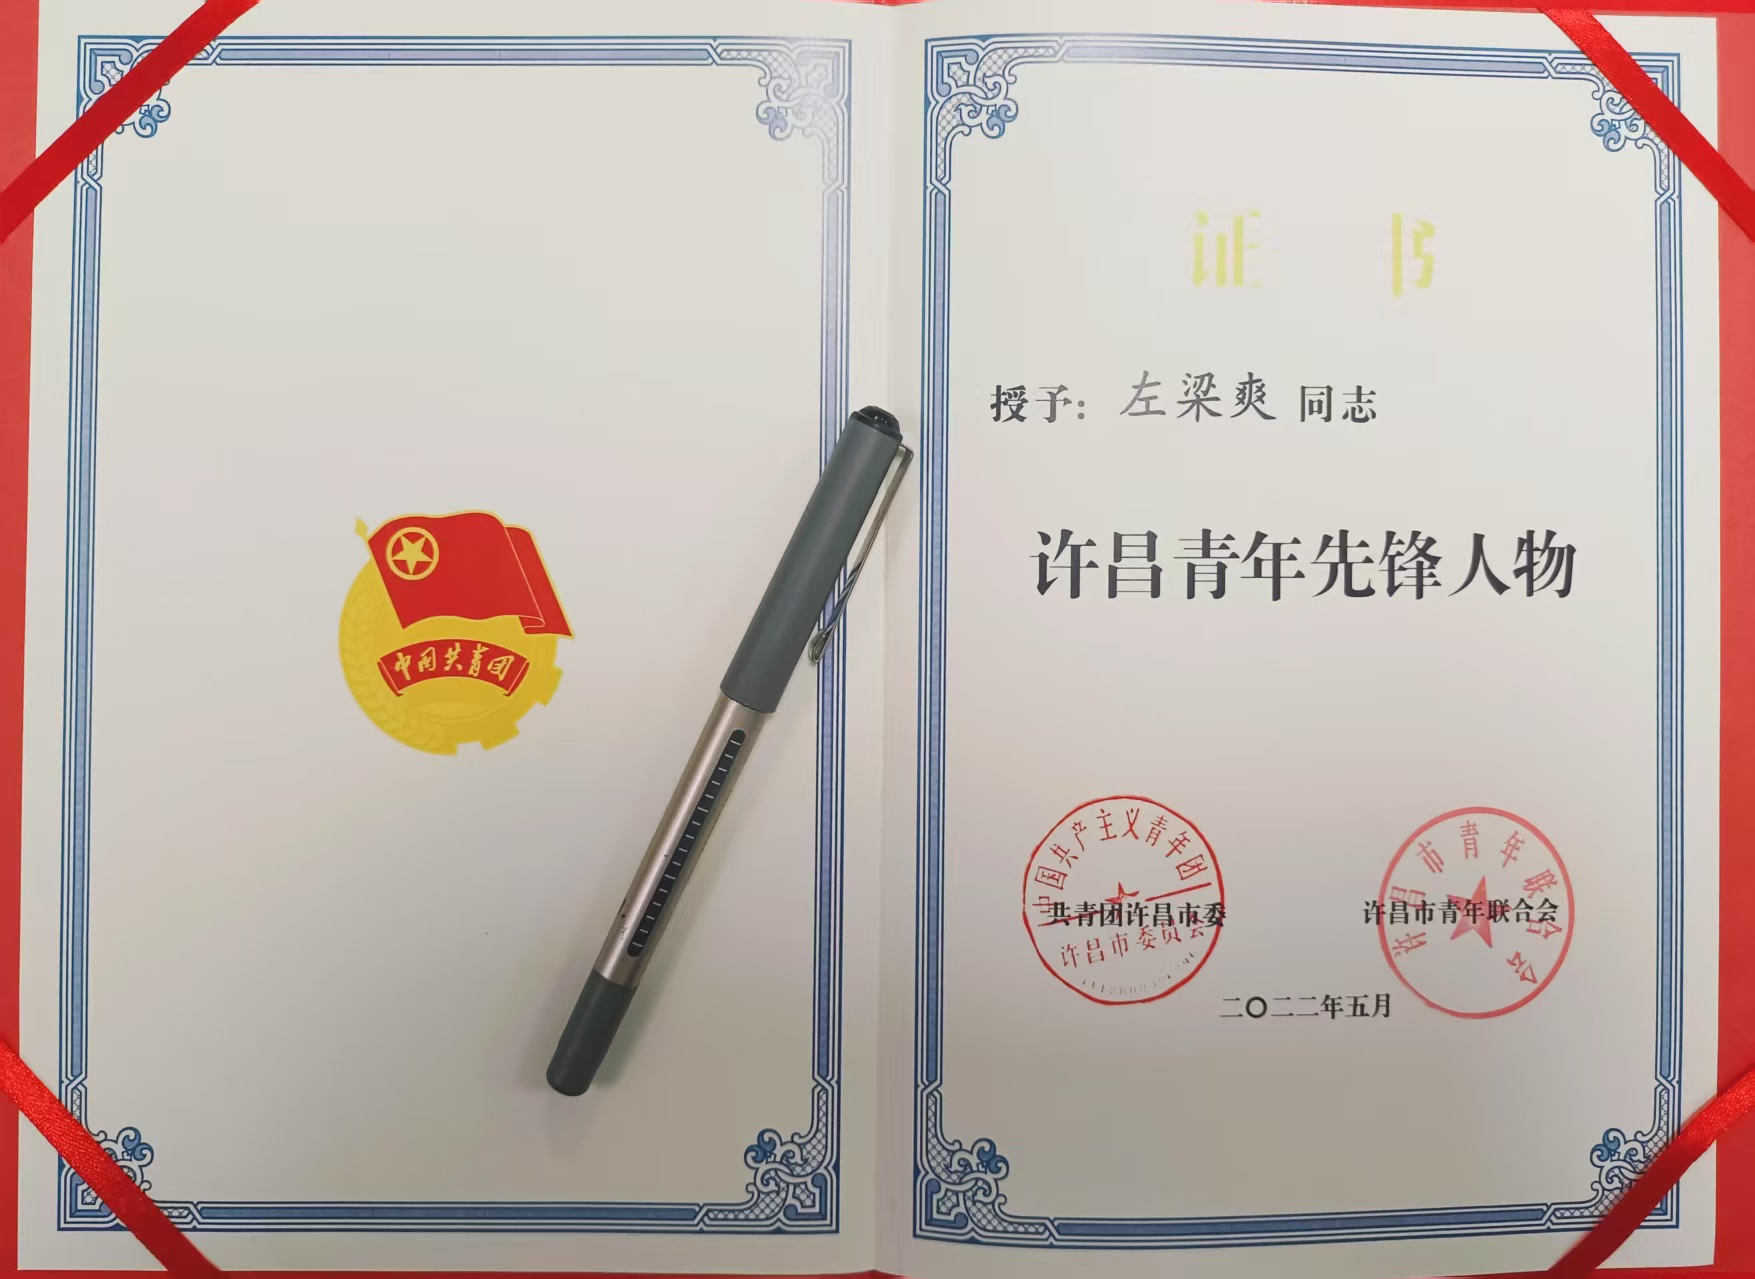 中国共青团
证 书
授予：左梁爽 同志
许昌青年先锋人物
中国共产主义青年团
许昌市委员会
共青团许昌市委
许昌市青年联合会
许昌市青年联合会
二〇二二年五月